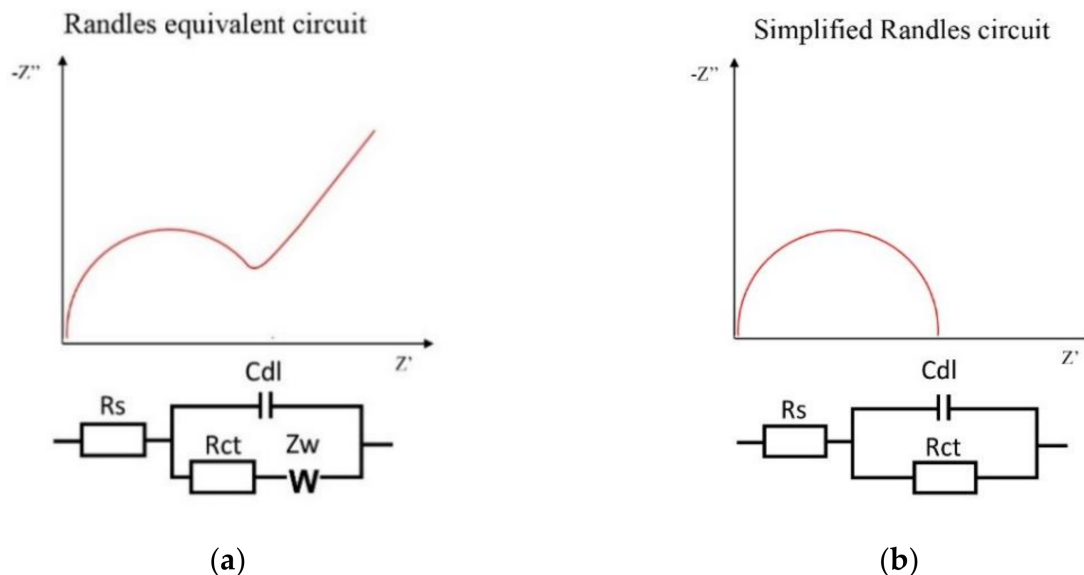 Randles equivalent circuit
-Z”
Z’
Cdl
Rs
Rct Zw
W
(a)
Simplified Randles circuit
-Z”
Z’
Cdl
Rs
Rct
(b)